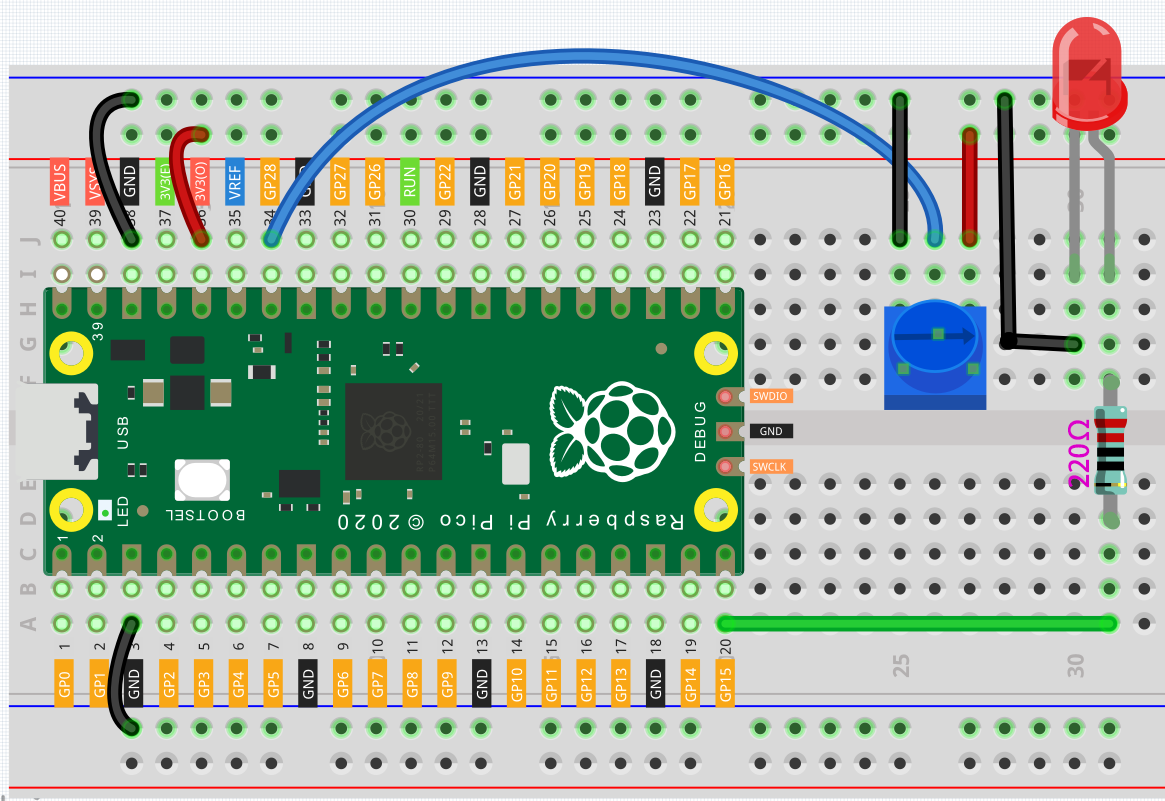 VBUS VSYS GND 3V3(E) 3V3(O) VREF GP28 GND GP27 GP26 RUN GP22 GND GP21 GP20 GP19 GP18 GND GP17 GP16
40 39 38 37 36 35 34 33 32 31 30 29 28 27 26 25 24 23 22 21
30
J
I
H
39
G
F
SWDIO
USB
DEBUG
GND
220Ω
SWCLK
E
LED
BOOTSEL
D
Raspberry Pi Pico © 2020
1
2
C
B
A
1 2 3 4 5 6 7 8 9 10 11 12 13 14 15 16 17 18 19 20
25 30
GP0 GP1 GND GP2 GP3 GP4 GP5 GND GP6 GP7 GP8 GP9 GND GP10 GP11 GP12 GP13 GND GP14 GP15